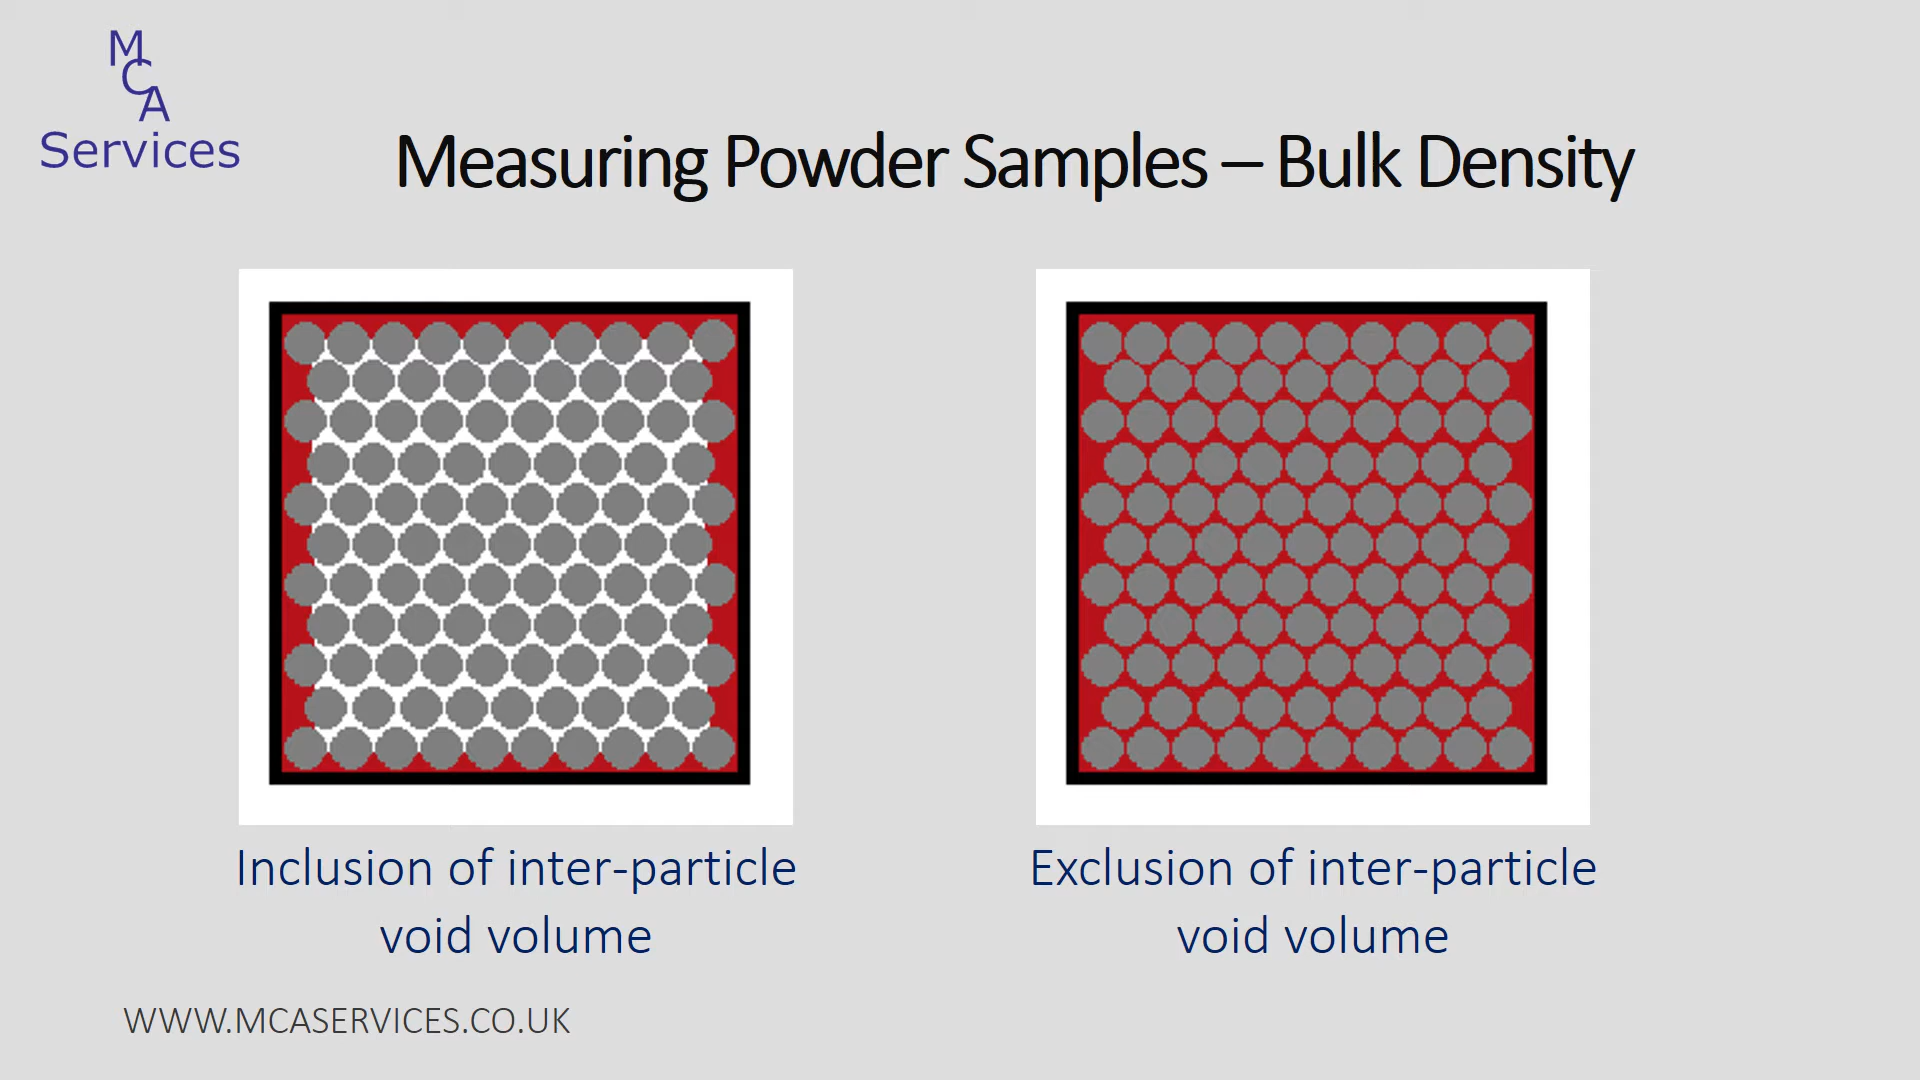 M
C
A
Services
Measuring Powder Samples – Bulk Density
Inclusion of inter-particle
void volume
Exclusion of inter-particle
void volume
WWW.MCASERVICES.CO.UK